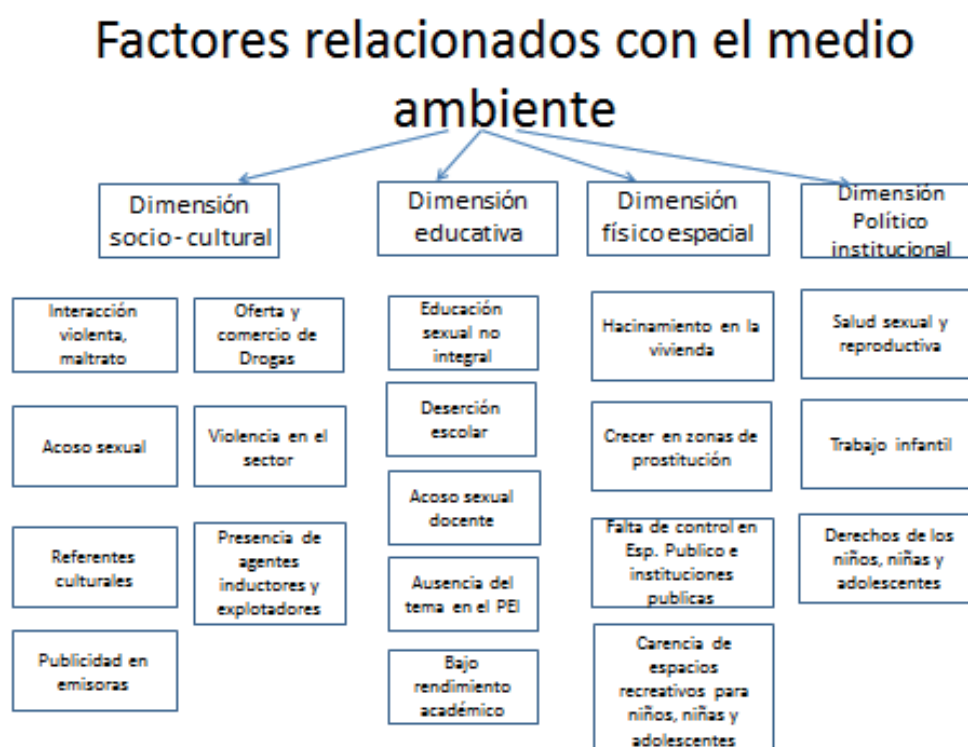 Factores relacionados con el medio
ambiente
Dimensión
socio - cultural
Dimensión
educativa
Dimensión
físico espacial
Dimensión
Político
institucional
Interacción
violenta,
maltrato
Acoso sexual
Referentes
culturales
Publicidad en
emisoras
Oferta y
comercio de
Drogas
Violencia en el
sector
Presencia de
agentes
inductores y
explotadores
Educación
sexual no
integral
Deserción
escolar
Acoso sexual
docente
Ausencia del
tema en el PEI
Bajo
rendimiento
académico
Hacinamiento en la
vivienda
Crecer en zonas de
prostitución
Falta de control en
Esp. Publico e
instituciones
publicas
Carencia de
espacios
recreativos para
niños, niñas y
adolescentes
Salud sexual y
reproductiva
Trabajo infantil
Derechos de los
niños, niñas y
adolescentes